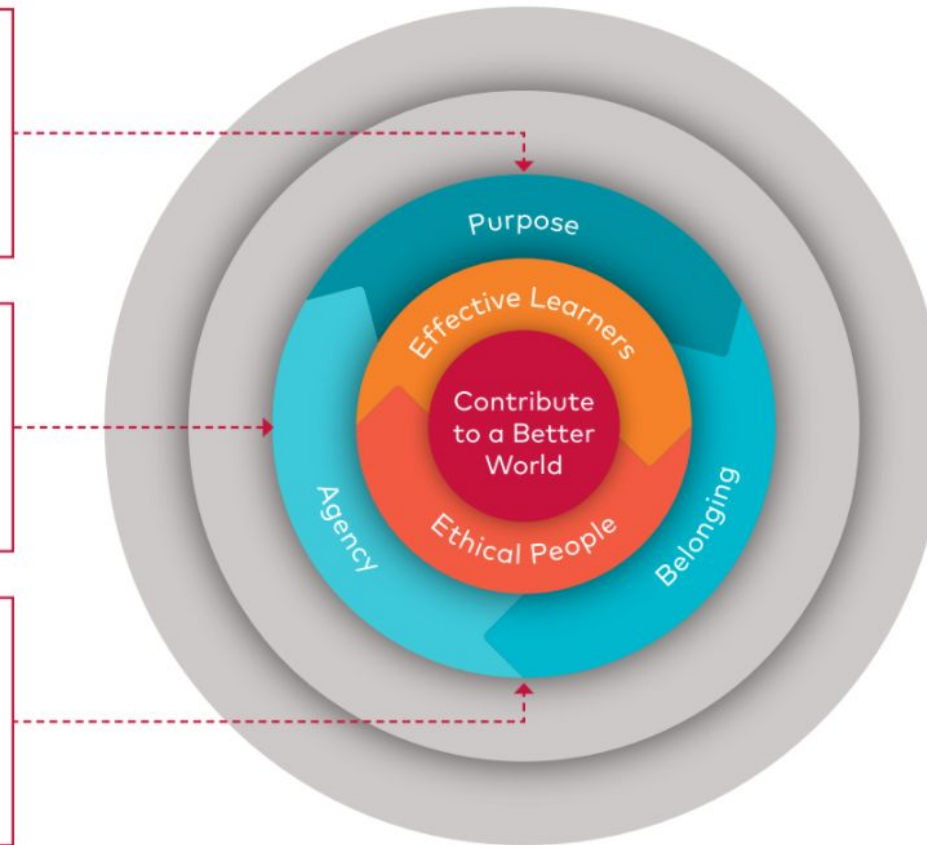 Purpose
Effective Learners
Contribute
to a Better
World
Ethical People
Agency
Belonging